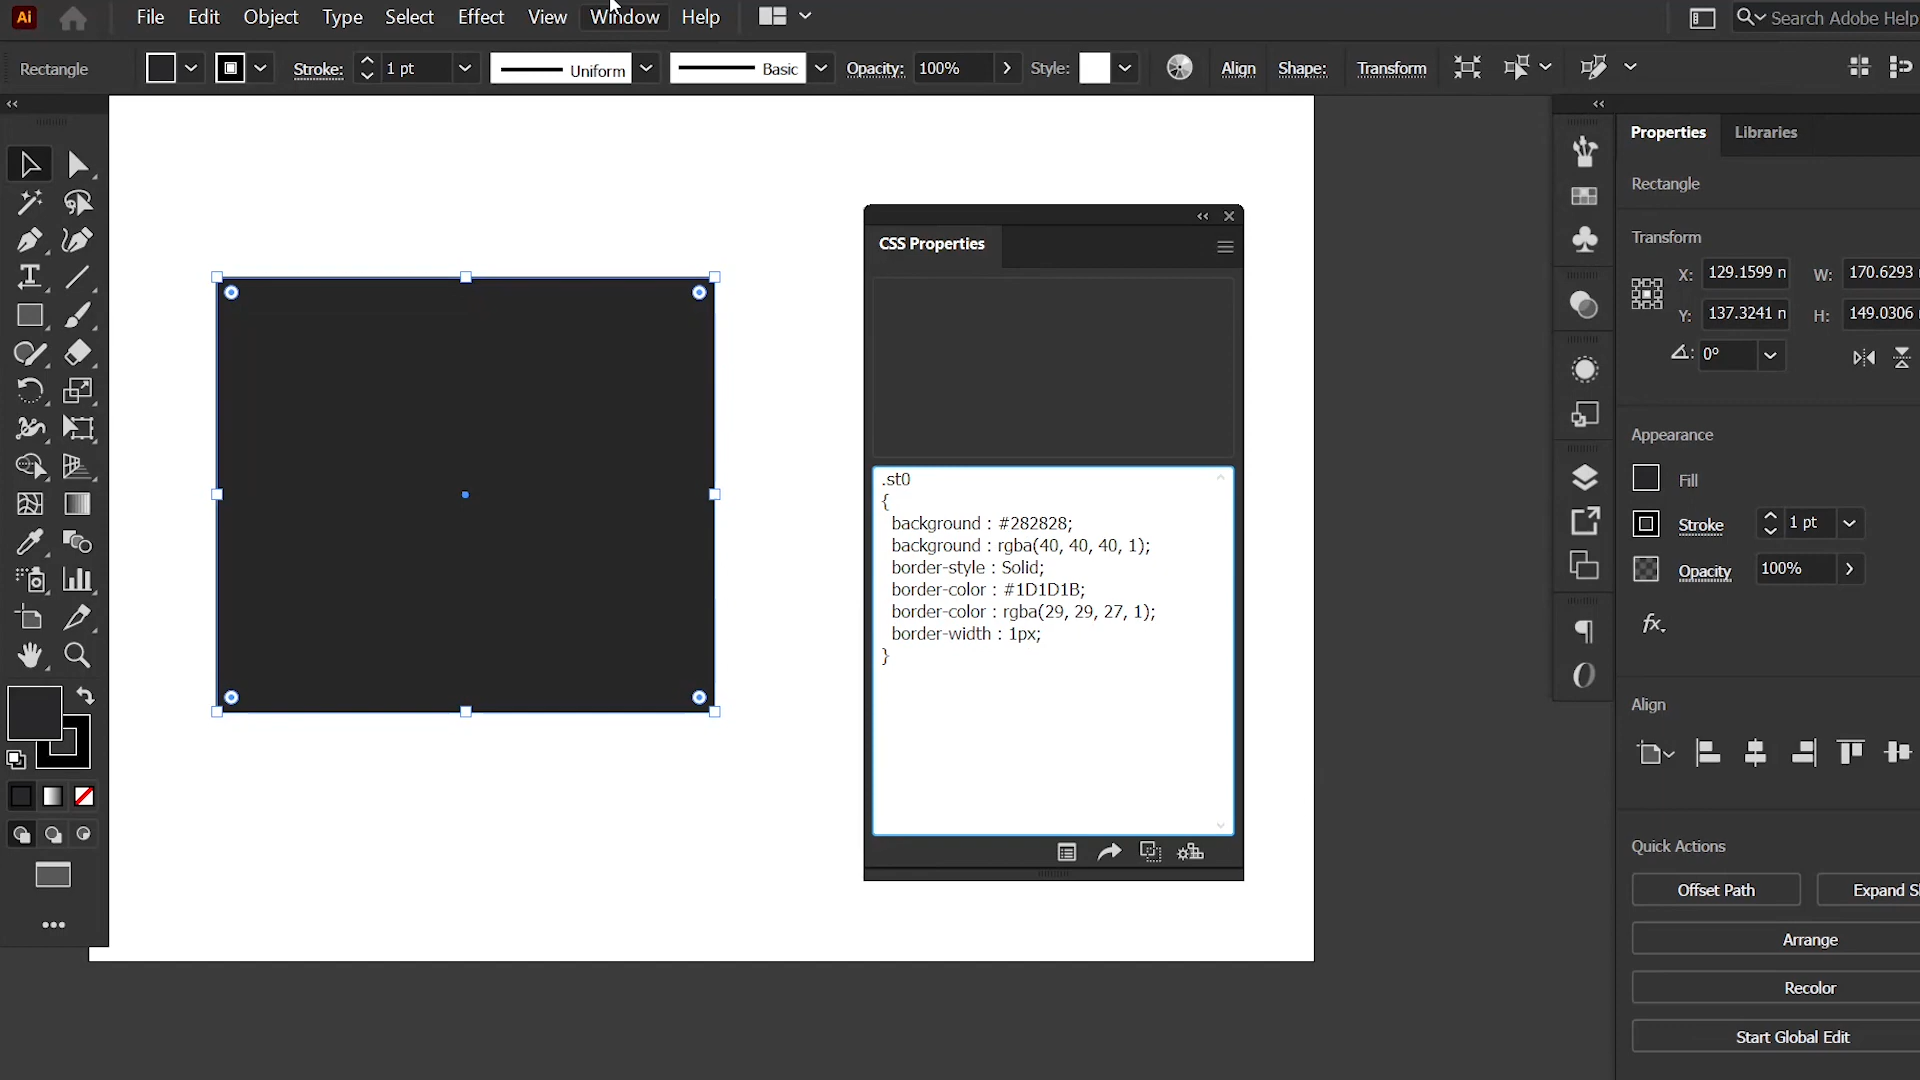 Ai File Edit Object Type Select Effect View Window Help Search Adobe Help
Rectangle Stroke: 1 pt Uniform Basic Opacity: 100% Style: Align Shape: Transform
Properties Libraries
Rectangle
Transform
X: 129.1599 W: 170.6293
Y: 137.3241 H: 149.0306
0°
Appearance
Fill
Stroke 1 pt
Opacity 100%
fx.
Align
Quick Actions
Offset Path Expand
Arrange
Recolor
Start Global Edit
CSS Properties
.st0
{
background : #282828;
background : rgba(40, 40, 40, 1);
border-style : Solid;
border-color : #1D1D1B;
border-color : rgba(29, 29, 27, 1);
border-width : 1px;
}